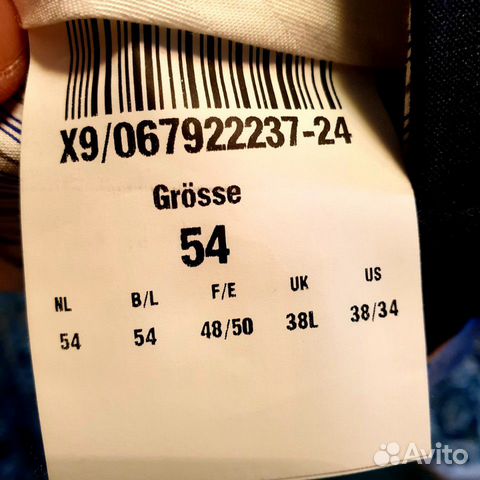 X9/067922237-24
Grösse
54
NL B/L F/E UK US
54 54 48/50 38L 38/34
Avito